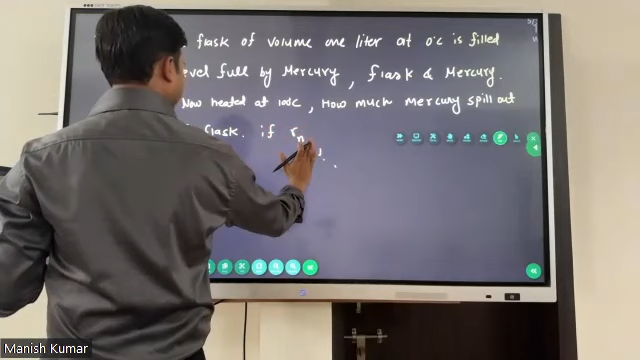 flask of volume one liter at 0°C is filled
level full by Mercury, flask & Mercury.
Now heated at 100C, How much Mercury spill out
flask. if
Manish Kumar